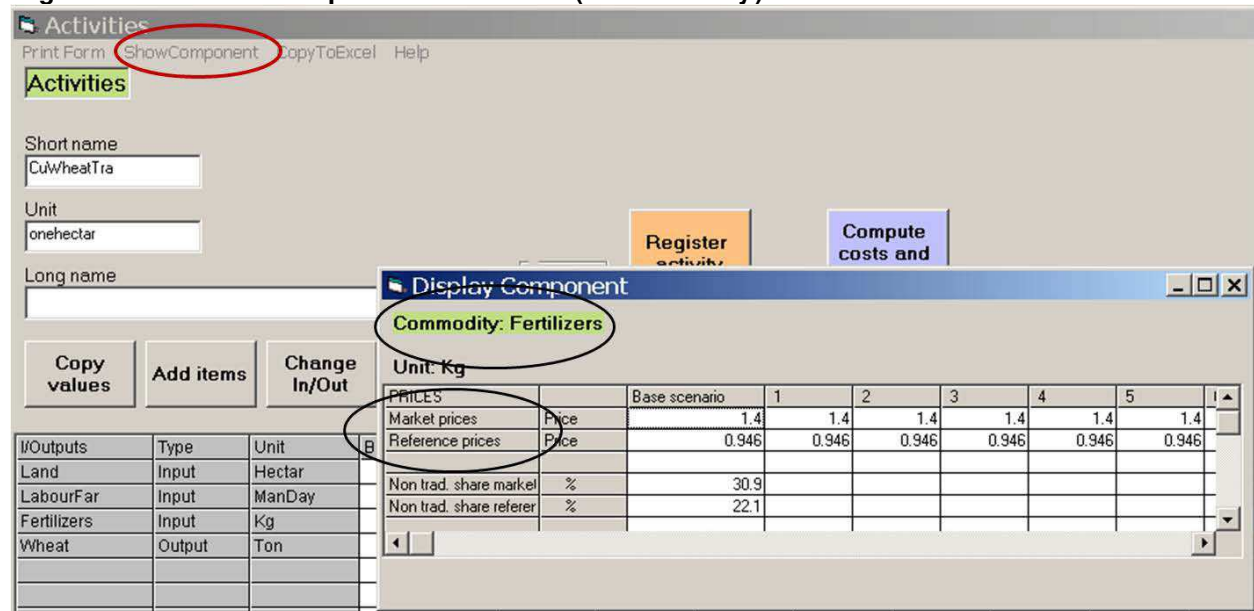 Activities
Print Form ShowComponent CopyToExcel Help
Activities
Short name
CuWheatTra
Unit
onehectar
Register activity
Compute costs and
Long name
Copy values
Add items
Change In/Out
I/Outputs Type Unit B
Land Input Hectar
LabourFar Input ManDay
Fertilizers Input Kg
Wheat Output Ton
Display Component
Commodity: Fertilizers
Unit: Kg
PRICES Base scenario 1 2 3 4 5
Market prices Price 1.4 1.4 1.4 1.4 1.4 1.4
Reference prices Price 0.946 0.946 0.946 0.946 0.946 0.946
Non trad. share market % 30.9
Non trad. share referer % 22.1